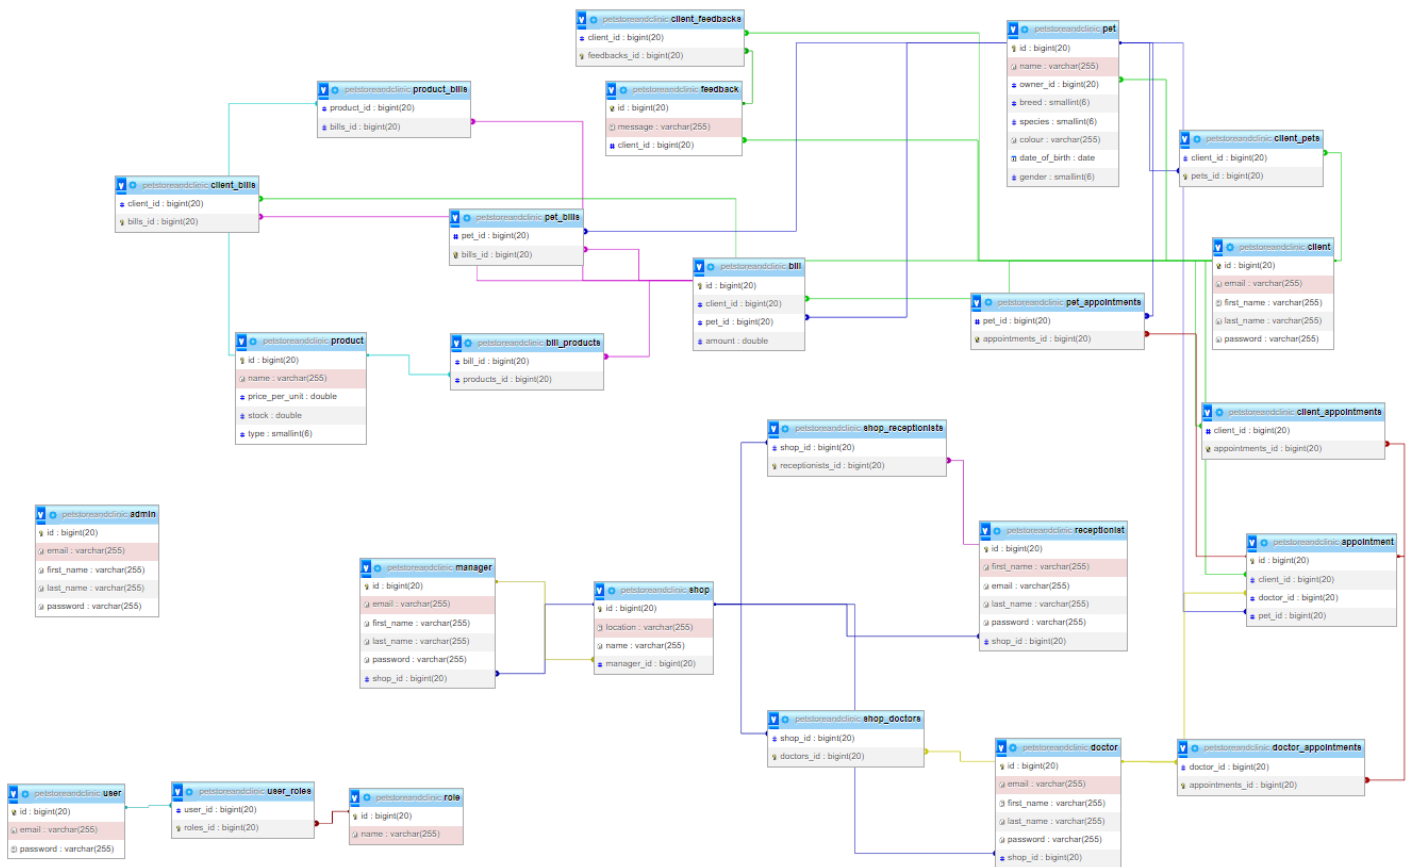 petstoreandclinic client_feedbacks
client_id : bigint(20)
feedbacks_id : bigint(20)
petstoreandclinic pet
id : bigint(20)
name : varchar(255)
owner_id : bigint(20)
breed : smallint(6)
species : smallint(6)
colour : varchar(255)
date_of_birth : date
gender : smallint(6)
petstoreandclinic product_bills
product_id : bigint(20)
bills_id : bigint(20)
petstoreandclinic feedback
id : bigint(20)
message : varchar(255)
client_id : bigint(20)
petstoreandclinic client_pets
client_id : bigint(20)
pets_id : bigint(20)
petstoreandclinic client_bills
client_id : bigint(20)
bills_id : bigint(20)
petstoreandclinic pet_bills
pet_id : bigint(20)
bills_id : bigint(20)
petstoreandclinic bill
id : bigint(20)
client_id : bigint(20)
pet_id : bigint(20)
amount : double
petstoreandclinic client
id : bigint(20)
email : varchar(255)
first_name : varchar(255)
last_name : varchar(255)
password : varchar(255)
petstoreandclinic pet_appointments
pet_id : bigint(20)
appointments_id : bigint(20)
petstoreandclinic product
id : bigint(20)
name : varchar(255)
price_per_unit : double
stock : double
type : smallint(6)
petstoreandclinic bill_products
bill_id : bigint(20)
products_id : bigint(20)
petstoreandclinic client_appointments
client_id : bigint(20)
appointments_id : bigint(20)
petstoreandclinic shop_receptionists
shop_id : bigint(20)
receptionists_id : bigint(20)
petstoreandclinic admin
id : bigint(20)
email : varchar(255)
first_name : varchar(255)
last_name : varchar(255)
password : varchar(255)
petstoreandclinic receptionist
id : bigint(20)
first_name : varchar(255)
email : varchar(255)
last_name : varchar(255)
password : varchar(255)
shop_id : bigint(20)
petstoreandclinic appointment
id : bigint(20)
client_id : bigint(20)
doctor_id : bigint(20)
pet_id : bigint(20)
petstoreandclinic manager
id : bigint(20)
email : varchar(255)
first_name : varchar(255)
last_name : varchar(255)
password : varchar(255)
shop_id : bigint(20)
petstoreandclinic shop
id : bigint(20)
location : varchar(255)
name : varchar(255)
manager_id : bigint(20)
petstoreandclinic shop_doctors
shop_id : bigint(20)
doctors_id : bigint(20)
petstoreandclinic doctor
id : bigint(20)
email : varchar(255)
first_name : varchar(255)
last_name : varchar(255)
password : varchar(255)
shop_id : bigint(20)
petstoreandclinic doctor_appointments
doctor_id : bigint(20)
appointments_id : bigint(20)
petstoreandclinic user
id : bigint(20)
email : varchar(255)
password : varchar(255)
petstoreandclinic user_roles
user_id : bigint(20)
roles_id : bigint(20)
petstoreandclinic role
id : bigint(20)
name : varchar(255)